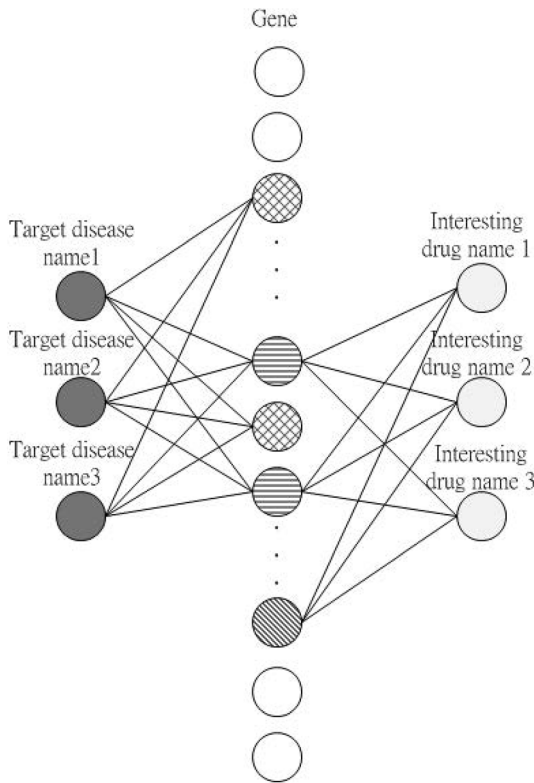 Gene
Target disease
name1
Interesting
drug name 1
Target disease
name2
Interesting
drug name 2
Target disease
name3
Interesting
drug name 3